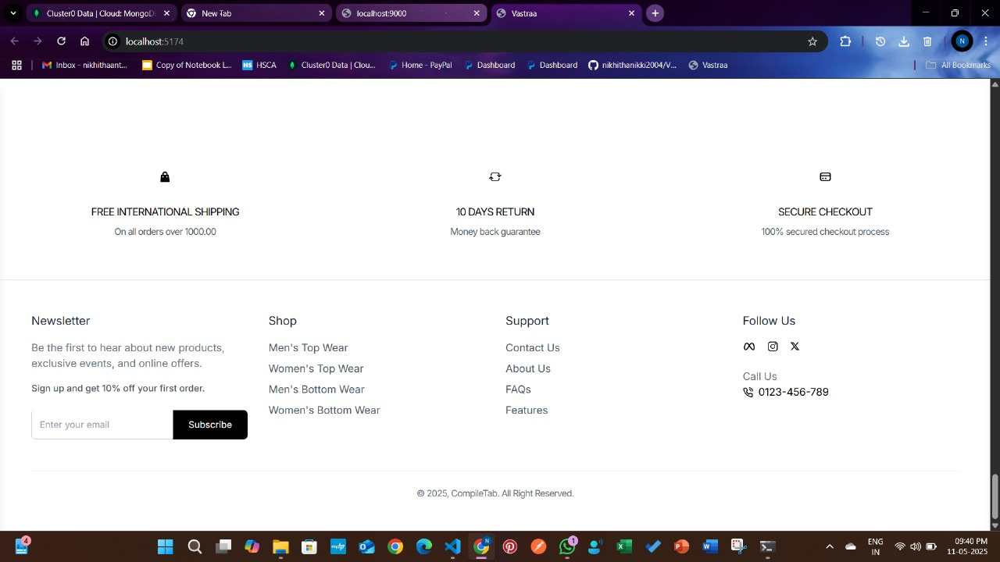 Cluster0 Data | Cloud: MongoD
New Tab
localhost:9000
Vastraa
localhost:5174
N
Inbox - nikhithaant...
Copy of Notebook L...
HS HSCA
Cluster0 Data | Clou...
Home - PayPal
Dashboard
Dashboard
nikhithanikki2004/V...
Vastraa
All Bookmarks
FREE INTERNATIONAL SHIPPING
On all orders over 1000.00
10 DAYS RETURN
Money back guarantee
SECURE CHECKOUT
100% secured checkout process
Newsletter
Be the first to hear about new products,
exclusive events, and online offers.
Sign up and get 10% off your first order.
Enter your email
Subscribe
Shop
Men's Top Wear
Women's Top Wear
Men's Bottom Wear
Women's Bottom Wear
Support
Contact Us
About Us
FAQs
Features
Follow Us
Call Us
0123-456-789
© 2025, CompileTab. All Right Reserved.
4
myhp
N
1
ENG
IN
09:40 PM
11-05-2025